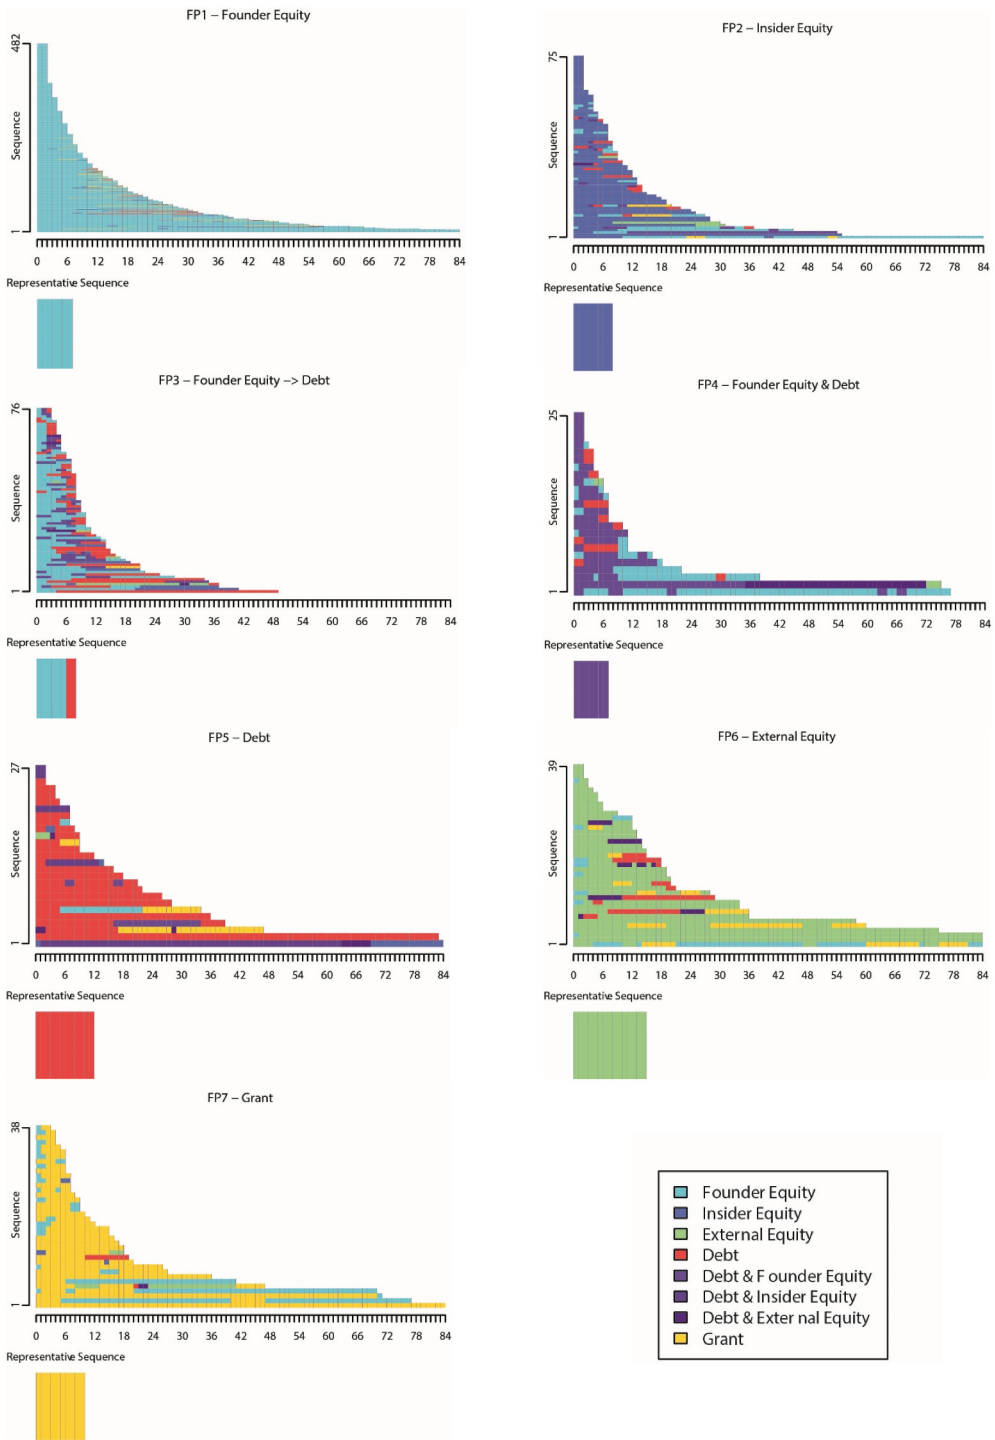 FP1 – Founder Equity
482
Sequence
1
0 6 12 18 24 30 36 42 48 54 60 66 72 78 84
Representative Sequence
FP2 – Insider Equity
75
Sequence
1
0 6 12 18 24 30 36 42 48 54 60 66 72 78 84
Representative Sequence
FP3 – Founder Equity –> Debt
76
Sequence
1
0 6 12 18 24 30 36 42 48 54 60 66 72 78 84
Representative Sequence
FP4 – Founder Equity & Debt
25
Sequence
1
0 6 12 18 24 30 36 42 48 54 60 66 72 78 84
Representative Sequence
FP5 – Debt
27
Sequence
1
0 6 12 18 24 30 36 42 48 54 60 66 72 78 84
Representative Sequence
FP6 – External Equity
39
Sequence
1
0 6 12 18 24 30 36 42 48 54 60 66 72 78 84
Representative Sequence
FP7 – Grant
38
Sequence
1
0 6 12 18 24 30 36 42 48 54 60 66 72 78 84
Representative Sequence
Founder Equity
Insider Equity
External Equity
Debt
Debt & Founder Equity
Debt & Insider Equity
Debt & External Equity
Grant